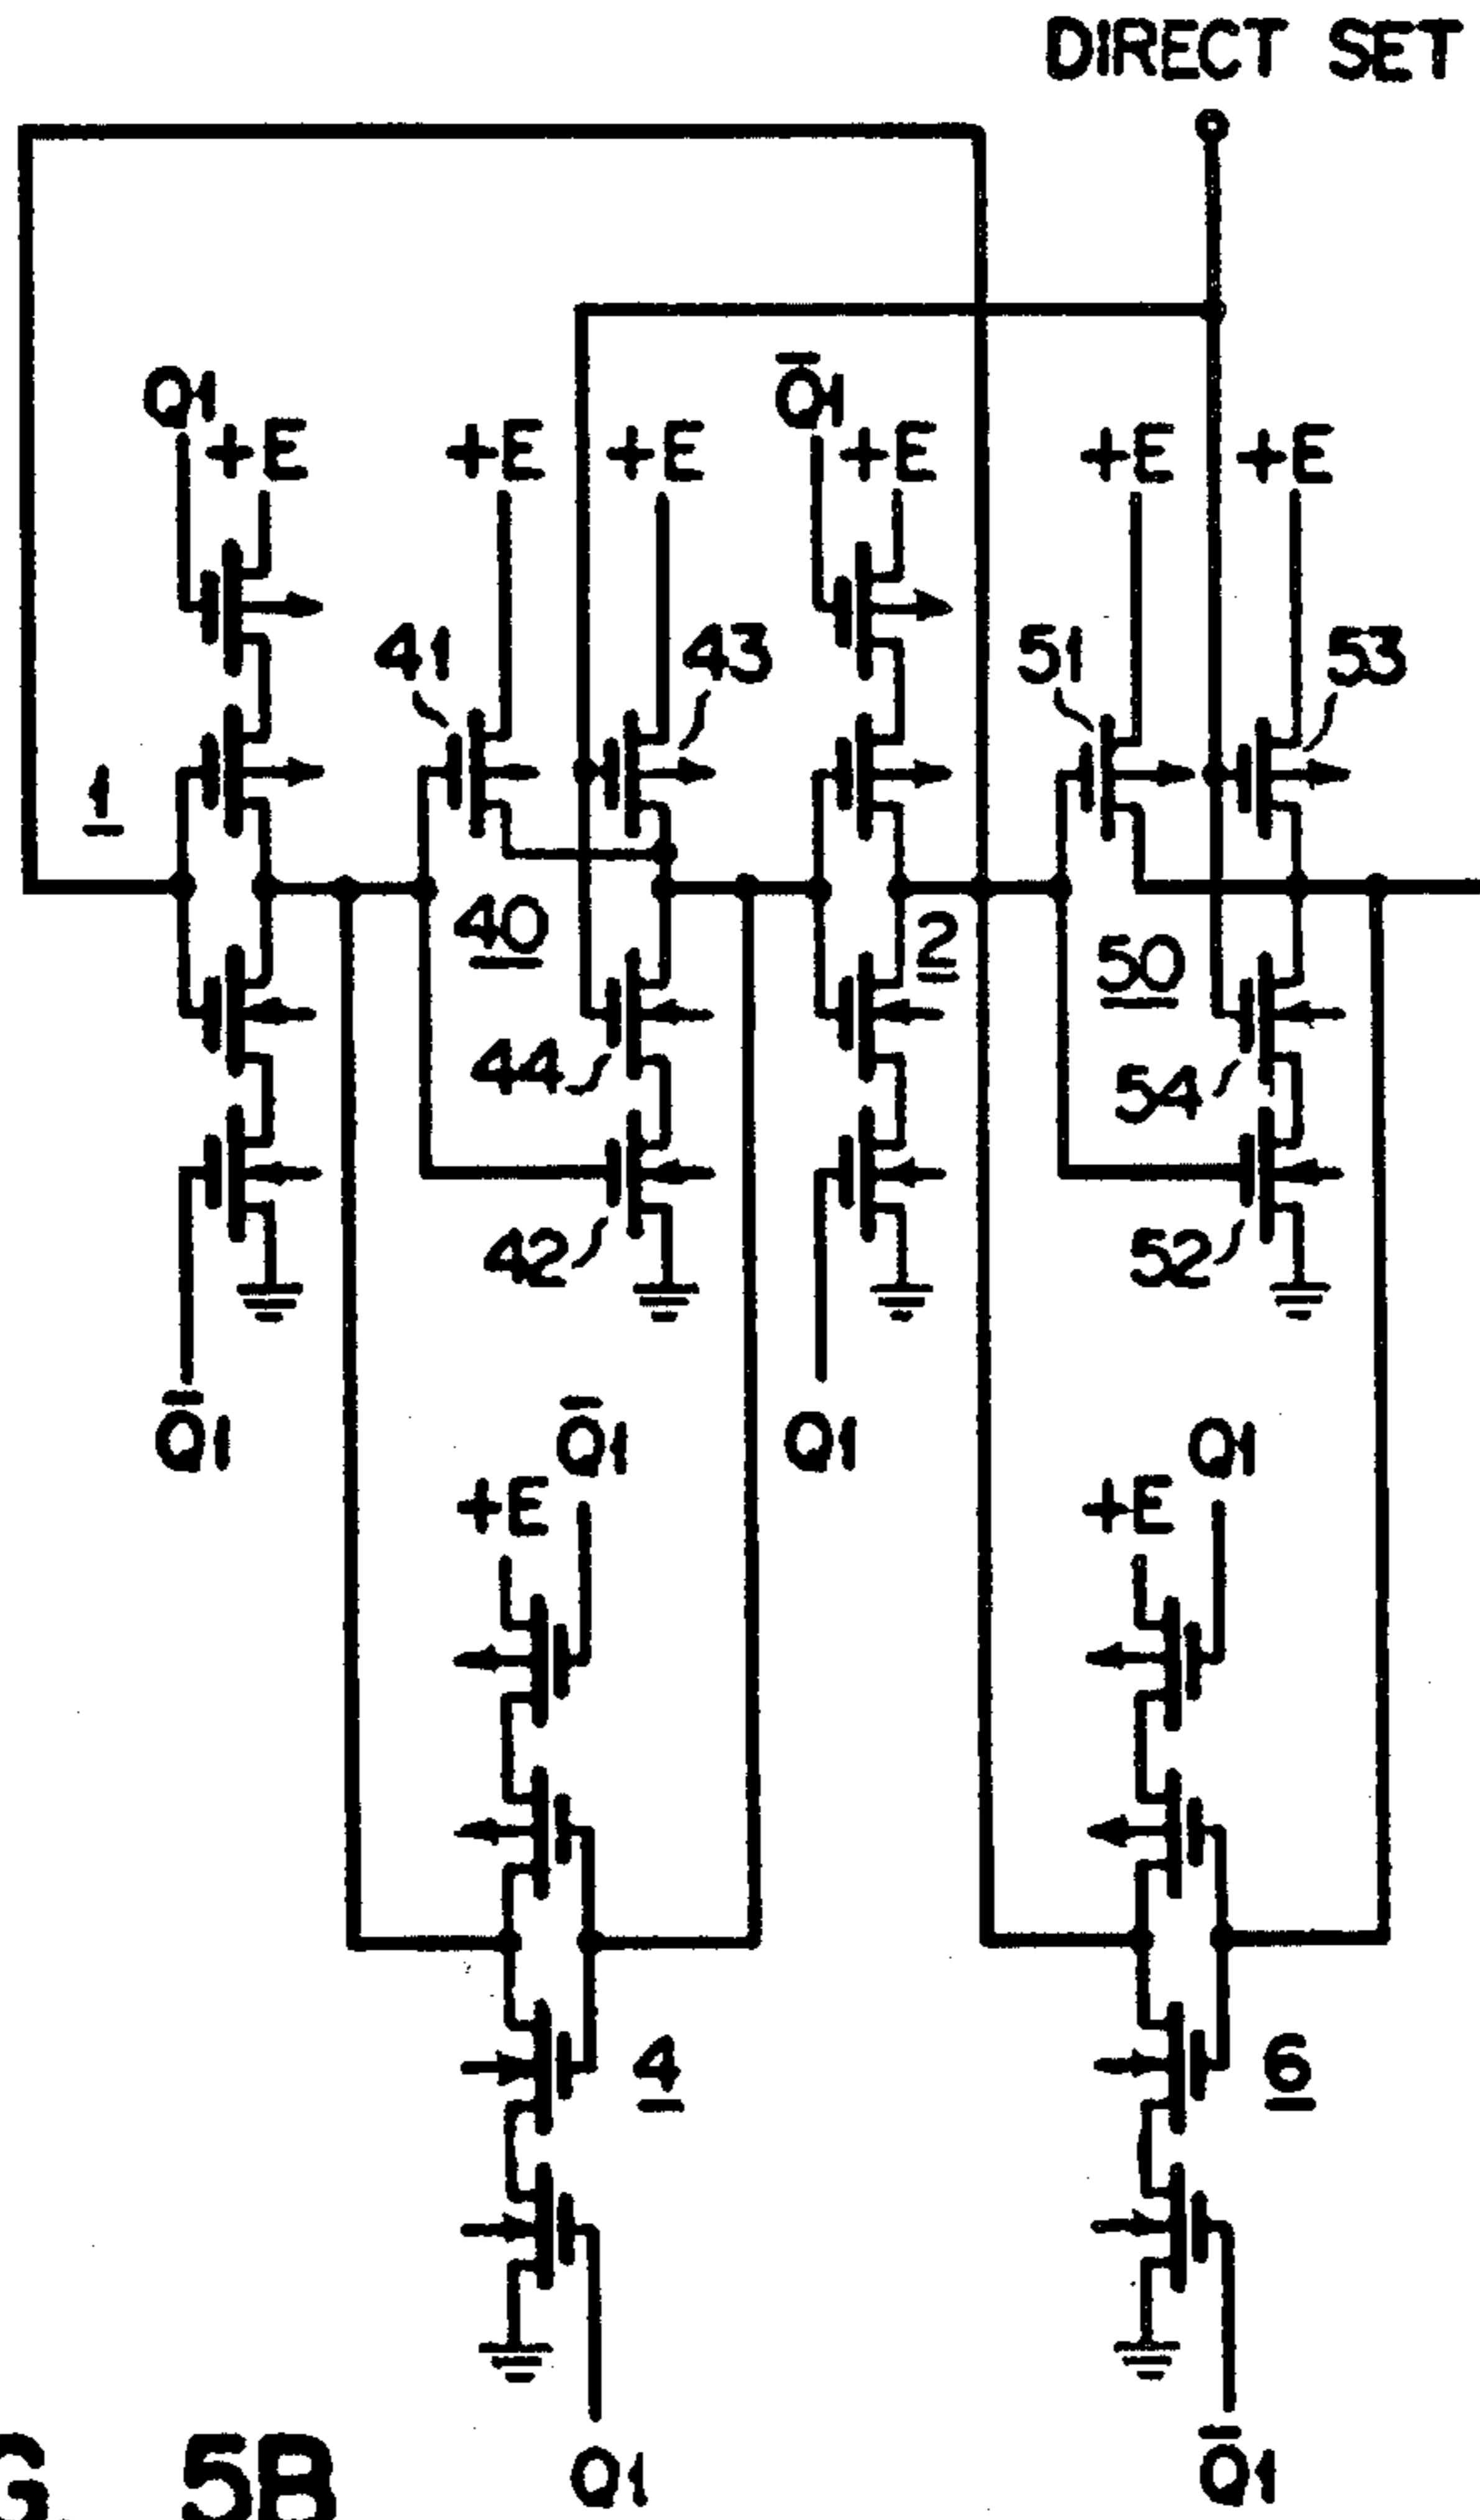 DIRECT SET
Q1 +E +E +E Q̅1 +E +E +E
41 43 51 53
1
40 2 50
44 54
42 52
Q̅1 Q̅1 Q1 Q1
+E +E
4 6
Q1 Q̅1
5B